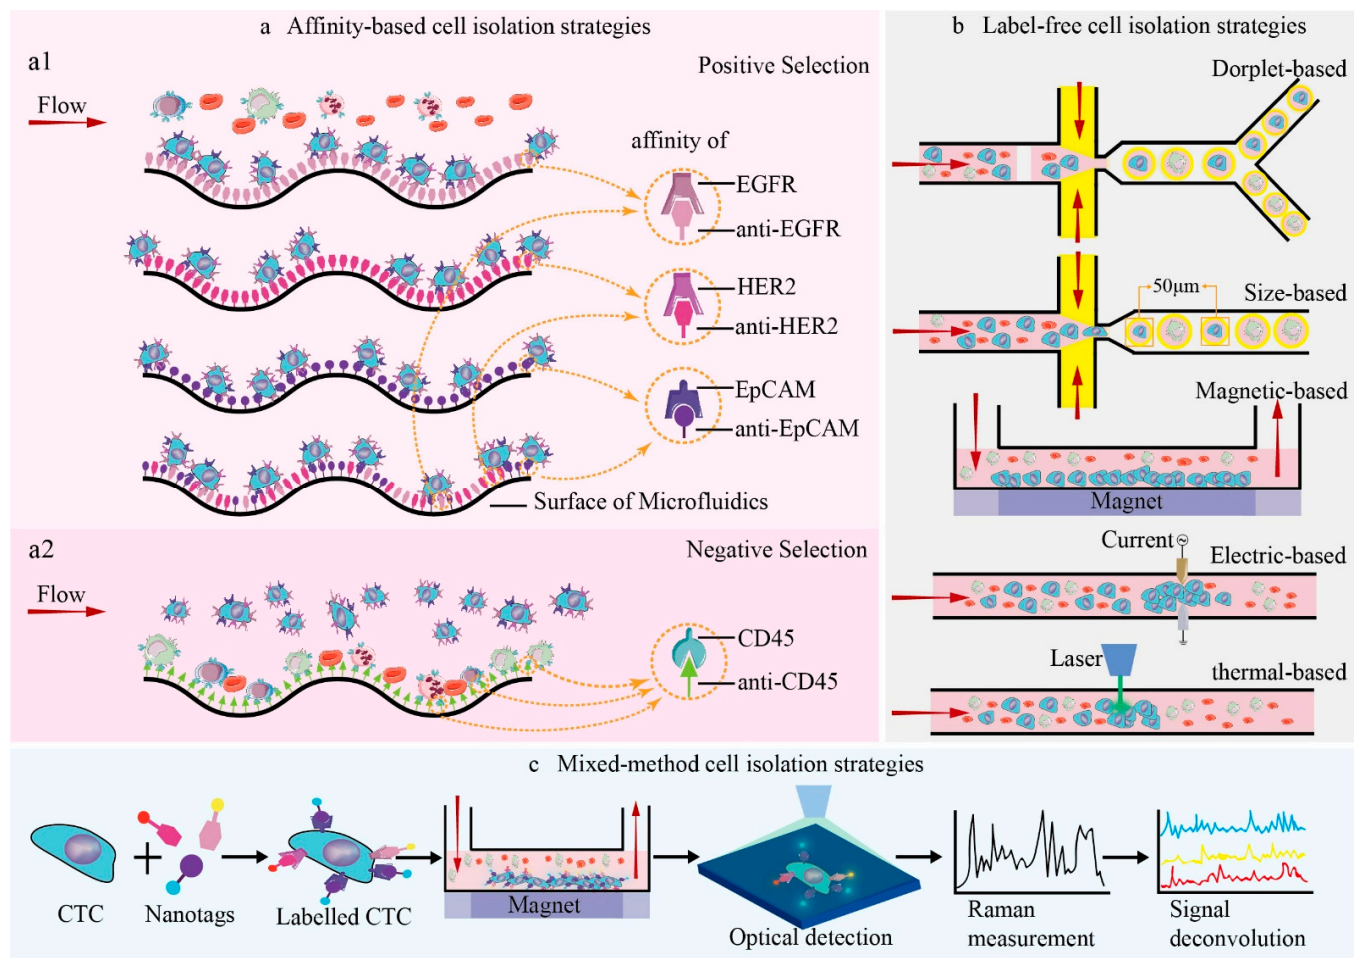 a Affinity-based cell isolation strategies
a1
Positive Selection
Flow
affinity of
EGFR
anti-EGFR
HER2
anti-HER2
EpCAM
anti-EpCAM
Surface of Microfluidics
a2
Negative Selection
Flow
CD45
anti-CD45
b Label-free cell isolation strategies
Dorplet-based
Size-based
50μm
Magnetic-based
Magnet
Current
Electric-based
Laser
thermal-based
c Mixed-method cell isolation strategies
CTC
Nanotags
Labelled CTC
Magnet
Optical detection
Raman
measurement
Signal
deconvolution